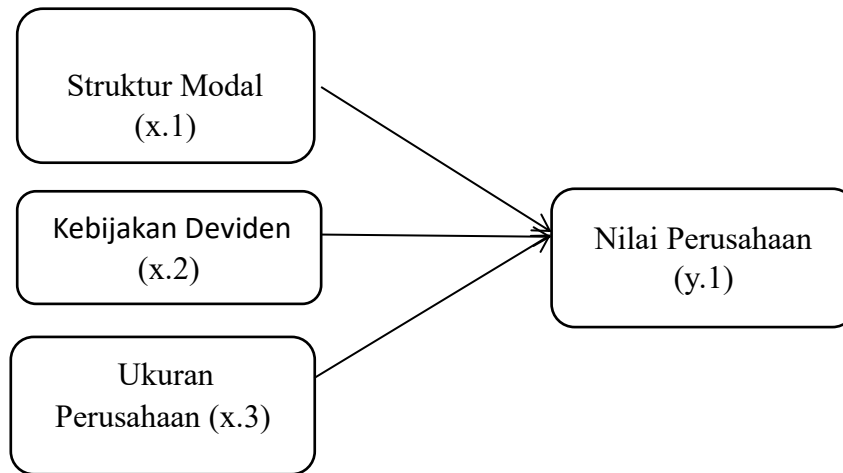 Struktur Modal
(x.1)
Kebijakan Deviden
(x.2)
Ukuran
Perusahaan (x.3)
Nilai Perusahaan
(y.1)